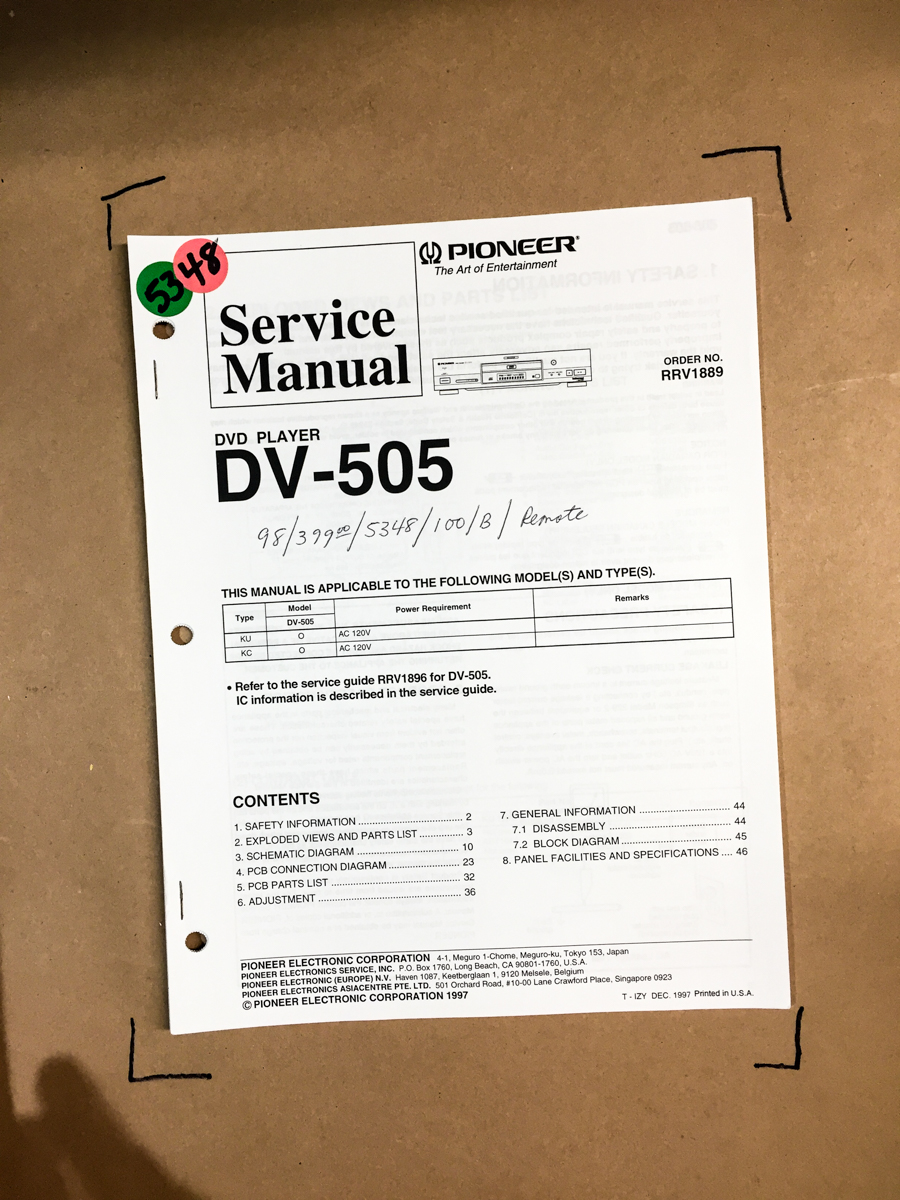 5348
PIONEER®
The Art of Entertainment
Service
Manual
ORDER NO.
RRV1889
DVD PLAYER
DV-505
98/399.00/5348/100/B/Remote
THIS MANUAL IS APPLICABLE TO THE FOLLOWING MODEL(S) AND TYPE(S).
Type Model Power Requirement Remarks
DV-505
KU O AC 120V
KC O AC 120V
• Refer to the service guide RRV1896 for DV-505.
IC information is described in the service guide.
CONTENTS
1. SAFETY INFORMATION ..................................... 2
2. EXPLODED VIEWS AND PARTS LIST ............... 3
3. SCHEMATIC DIAGRAM ..................................... 10
4. PCB CONNECTION DIAGRAM ......................... 23
5. PCB PARTS LIST .............................................. 32
6. ADJUSTMENT ................................................... 36
7. GENERAL INFORMATION ................................ 44
7.1 DISASSEMBLY ........................................... 44
7.2 BLOCK DIAGRAM ....................................... 45
8. PANEL FACILITIES AND SPECIFICATIONS .... 46
PIONEER ELECTRONIC CORPORATION 4-1, Meguro 1-Chome, Meguro-ku, Tokyo 153, Japan
PIONEER ELECTRONICS SERVICE, INC. P.O. Box 1760, Long Beach, CA 90801-1760, U.S.A.
PIONEER ELECTRONIC (EUROPE) N.V. Haven 1087, Keetberglaan 1, 9120 Melsele, Belgium
PIONEER ELECTRONICS ASIACENTRE PTE. LTD. 501 Orchard Road, #10-00 Lane Crawford Place, Singapore 0923
© PIONEER ELECTRONIC CORPORATION 1997
T - IZY DEC. 1997 Printed in U.S.A.